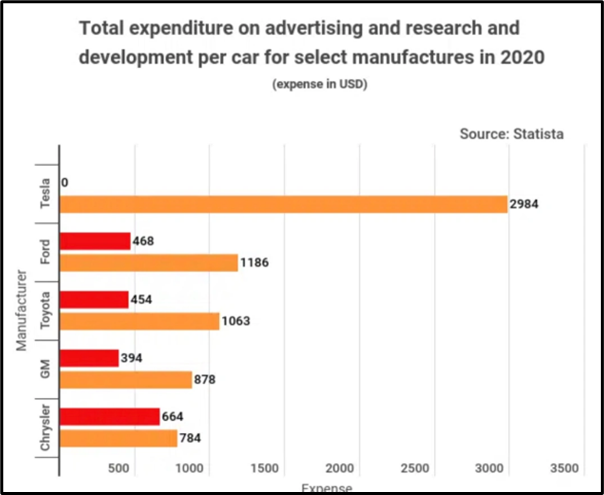 Total expenditure on advertising and research and
development per car for select manufactures in 2020
(expense in USD)
Source: Statista
Manufacturer
Tesla
0
2984
Ford
468
1186
Toyota
454
1063
GM
394
878
Chrysler
664
784
500 1000 1500 2000 2500 3000 3500
Expense